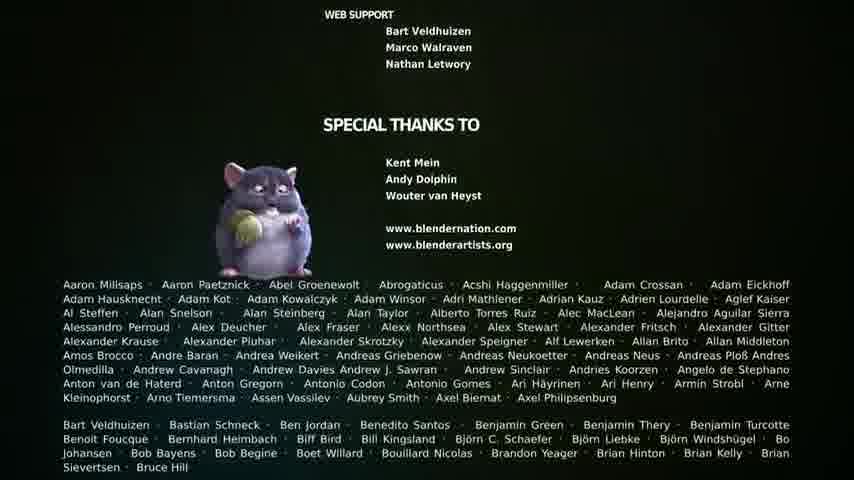 WEB SUPPORT
Bart Veldhuizen
Marco Walraven
Nathan Letwory
SPECIAL THANKS TO
Kent Mein
Andy Dolphin
Wouter van Heyst
www.blendernation.com
www.blenderartists.org
Aaron Millsaps · Aaron Paetznick · Abel Groenewolt · Abrogaticus · Acshi Haggenmiller · Adam Crossan · Adam Eickhoff
Adam Hausknecht · Adam Kot · Adam Kowalczyk · Adam Winsor · Adri Mathlener · Adrian Kauz · Adrien Lourdelle · Aglef Kaiser
Al Steffen · Alan Snelson · Alan Steinberg · Alan Taylor · Alberto Torres Ruiz · Alec MacLean · Alejandro Aguilar Sierra
Alessandro Perroud · Alex Deucher · Alex Fraser · Alexx Northsea · Alex Stewart · Alexander Fritsch · Alexander Gitter
Alexander Krause · Alexander Pluhar · Alexander Skrotzky · Alexander Speigner · Alf Lewerken · Allan Brito · Allan Middleton
Amos Brocco · Andre Baran · Andrea Weikert · Andreas Griebenow · Andreas Neukoetter · Andreas Neus · Andreas Ploß Andres
Olmedilla · Andrew Cavanagh · Andrew Davies Andrew J. Sawran · Andrew Sinclair · Andries Koorzen · Angelo de Stephano
Anton van de Haterd · Anton Gregorn · Antonio Codon · Antonio Gomes · Ari Häyrinen · Ari Henry · Armin Strobl · Arne
Kleinophorst · Arno Tiemersma · Assen Vassilev · Aubrey Smith · Axel Biernat · Axel Philipsenburg
Bart Veldhuizen · Bastian Schneck · Ben Jordan · Benedito Santos · Benjamin Green · Benjamin Thery · Benjamin Turcotte
Benoit Foucque · Bernhard Heimbach · Biff Bird · Bill Kingsland · Björn C. Schaefer · Björn Liebke · Björn Windshügel · Bo
Johansen · Bob Bayens · Bob Begine · Boet Willard · Bouillard Nicolas · Brandon Yeager · Brian Hinton · Brian Kelly · Brian
Sievertsen · Bruce Hill